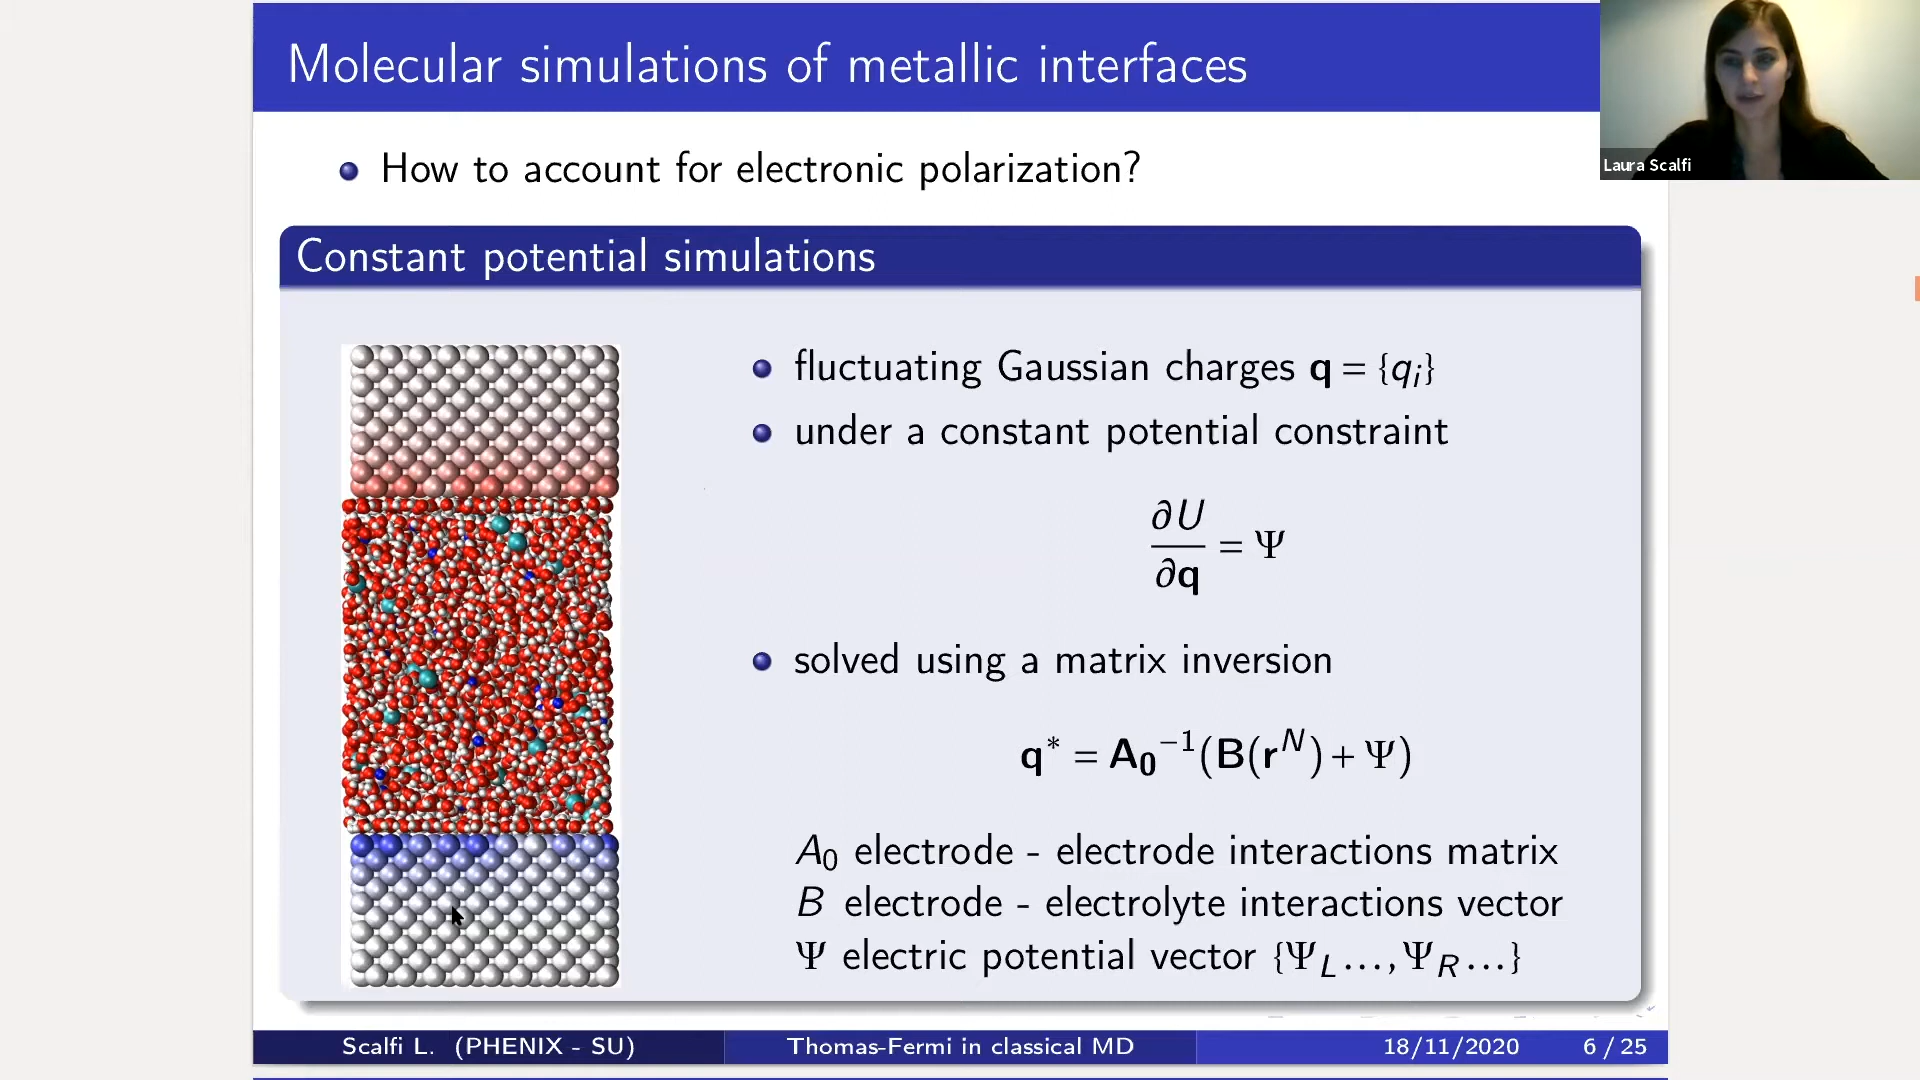 Molecular simulations of metallic interfaces
Laura Scalfi
How to account for electronic polarization?
Constant potential simulations
fluctuating Gaussian charges q = {qᵢ}
under a constant potential constraint
∂U/∂q = Ψ
solved using a matrix inversion
q* = A₀⁻¹(B(rᴺ) + Ψ)
A₀ electrode - electrode interactions matrix
B electrode - electrolyte interactions vector
Ψ electric potential vector {Ψ_L ..., Ψ_R ...}
Scalfi L. (PHENIX - SU) Thomas-Fermi in classical MD 18/11/2020 6 / 25